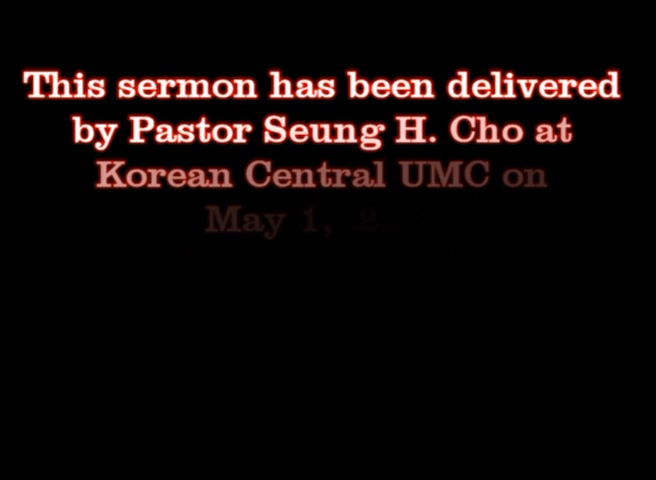 This sermon has been delivered
by Pastor Seung H. Cho at
Korean Central UMC on
May 1,